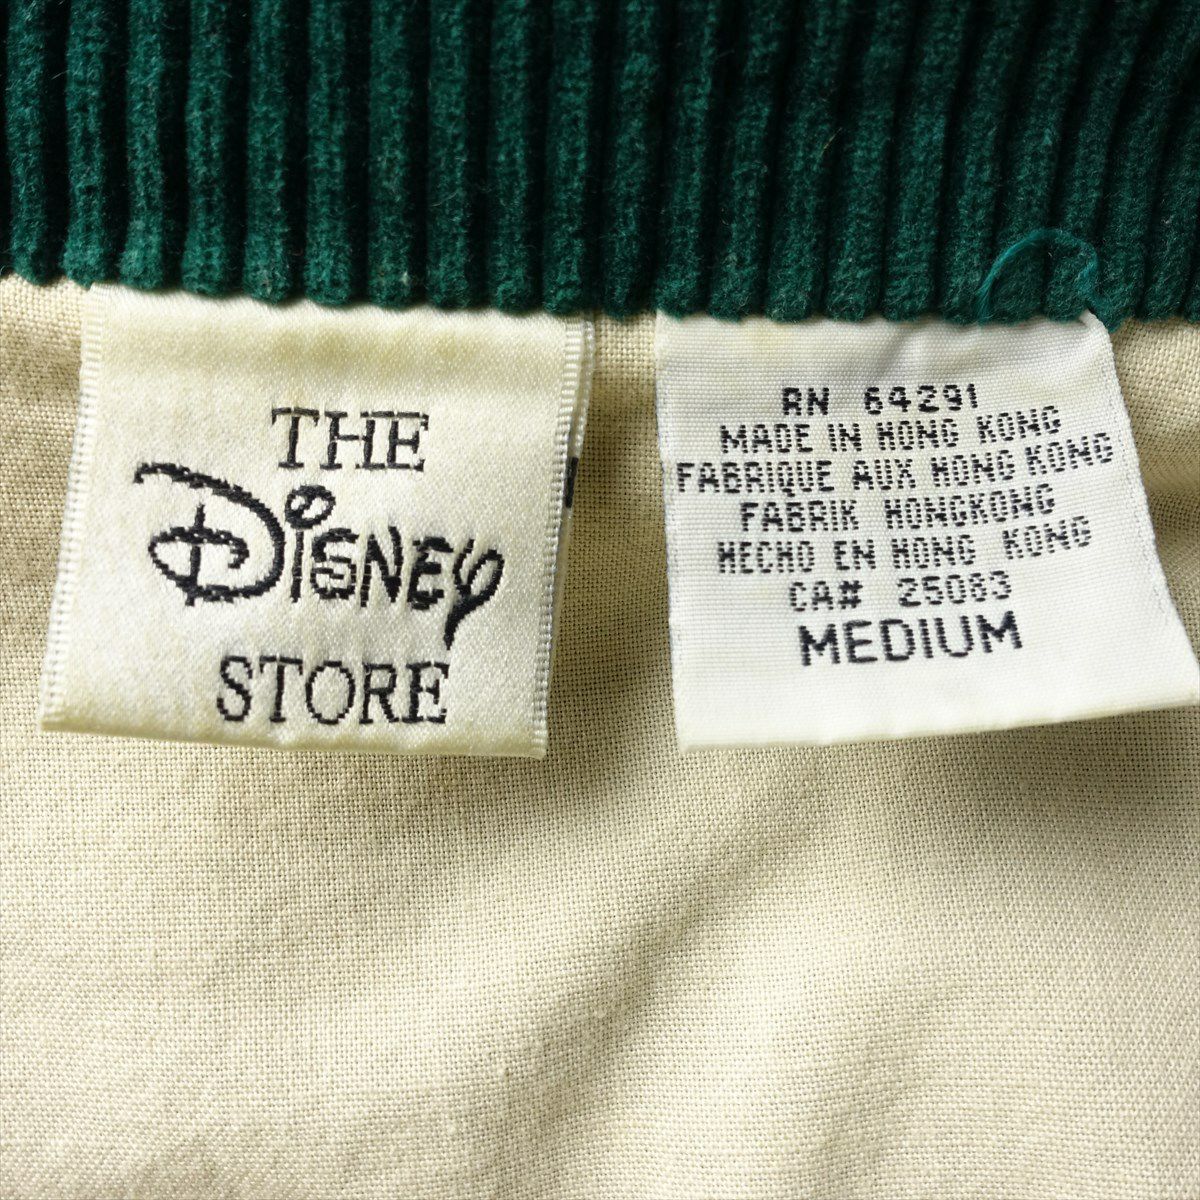 THE
DISNEY
STORE
RN 64291
MADE IN HONG KONG
FABRIQUE AUX HONG KONG
FABRIK HONGKONG
HECHO EN HONG KONG
CA# 25083
MEDIUM